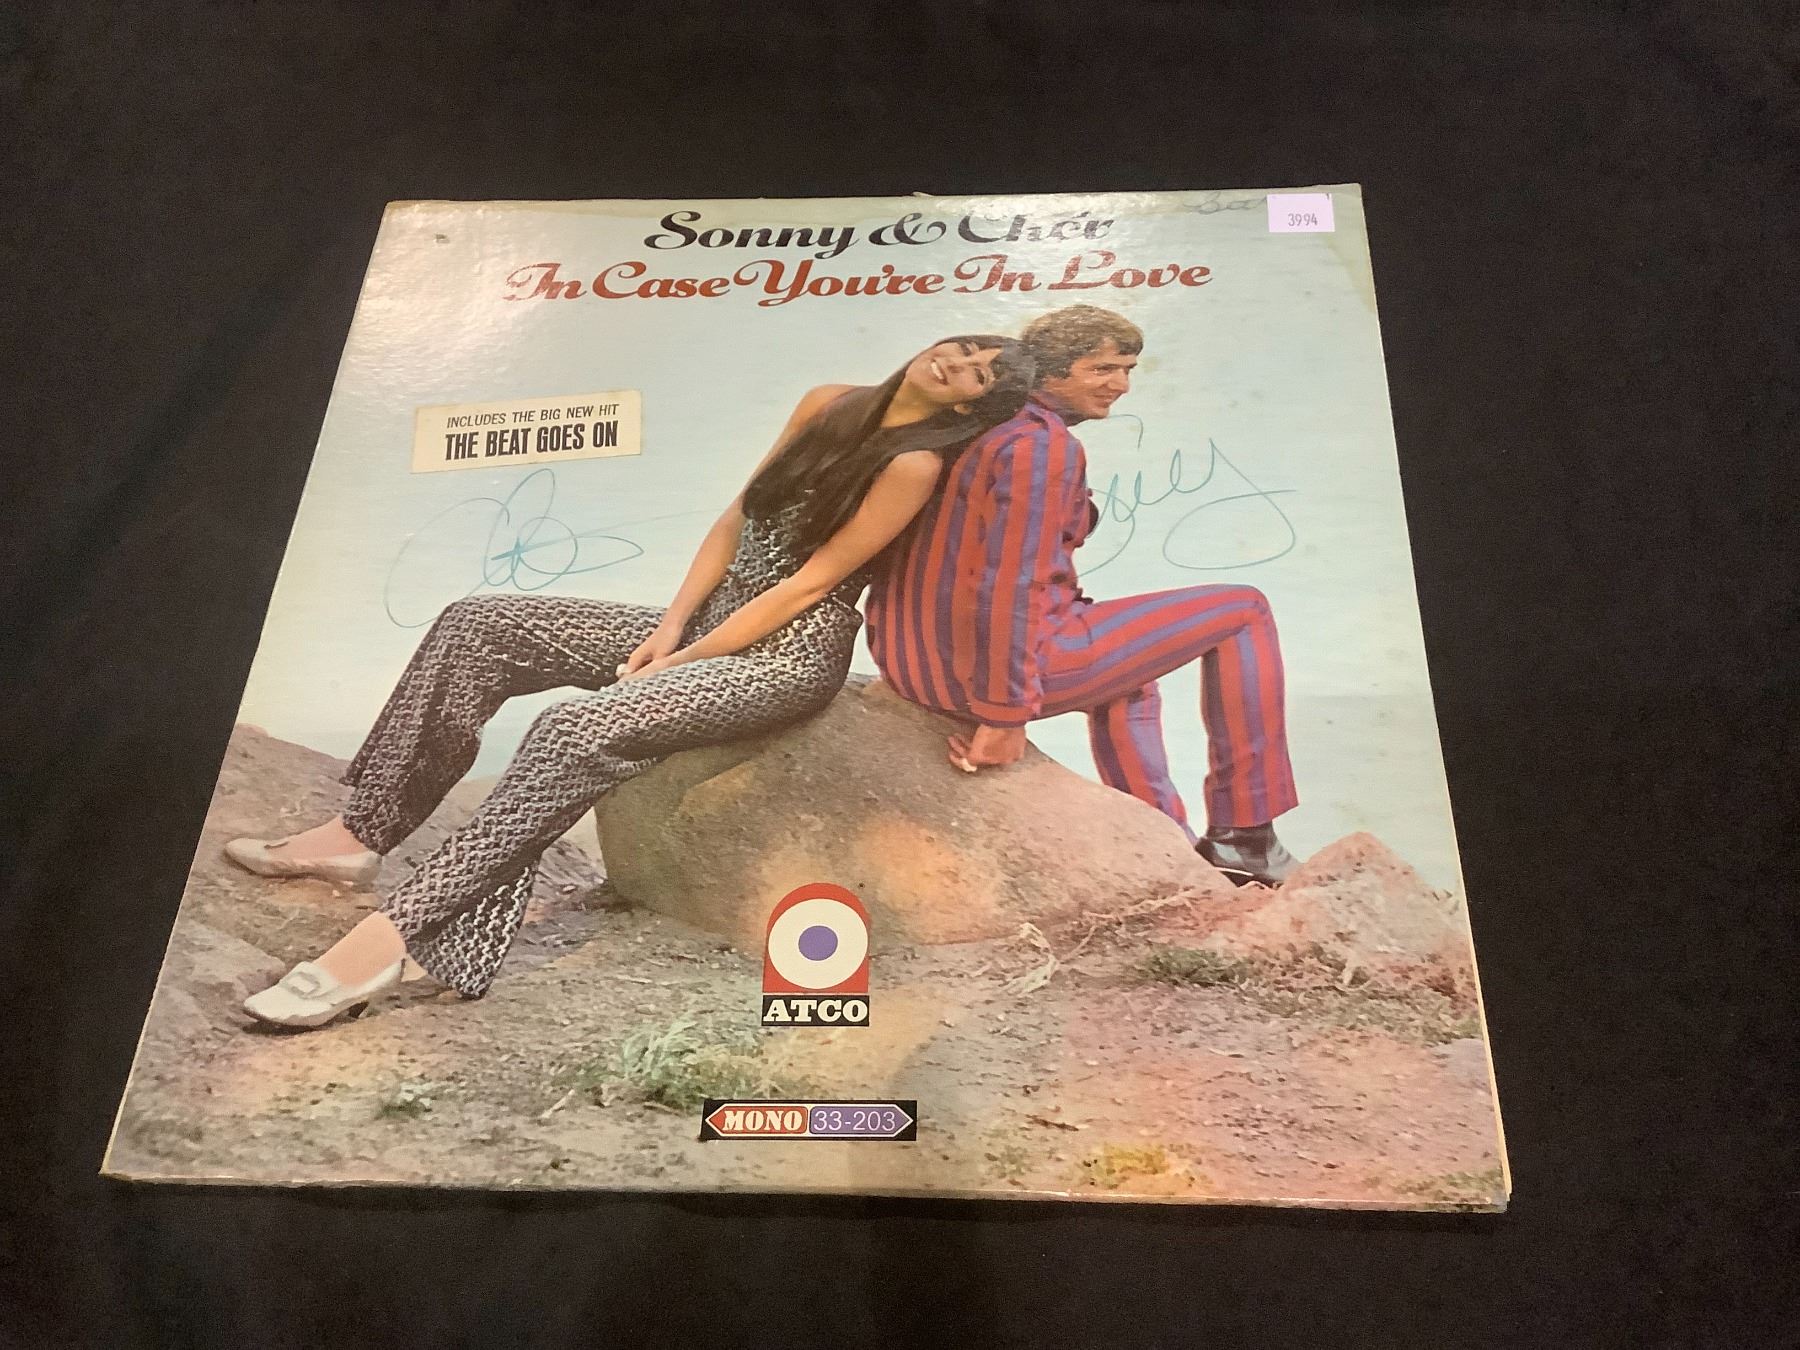 Sonny & Chér
In Case You're In Love
3994
INCLUDES THE BIG NEW HIT
THE BEAT GOES ON
ATCO
MONO 33-203